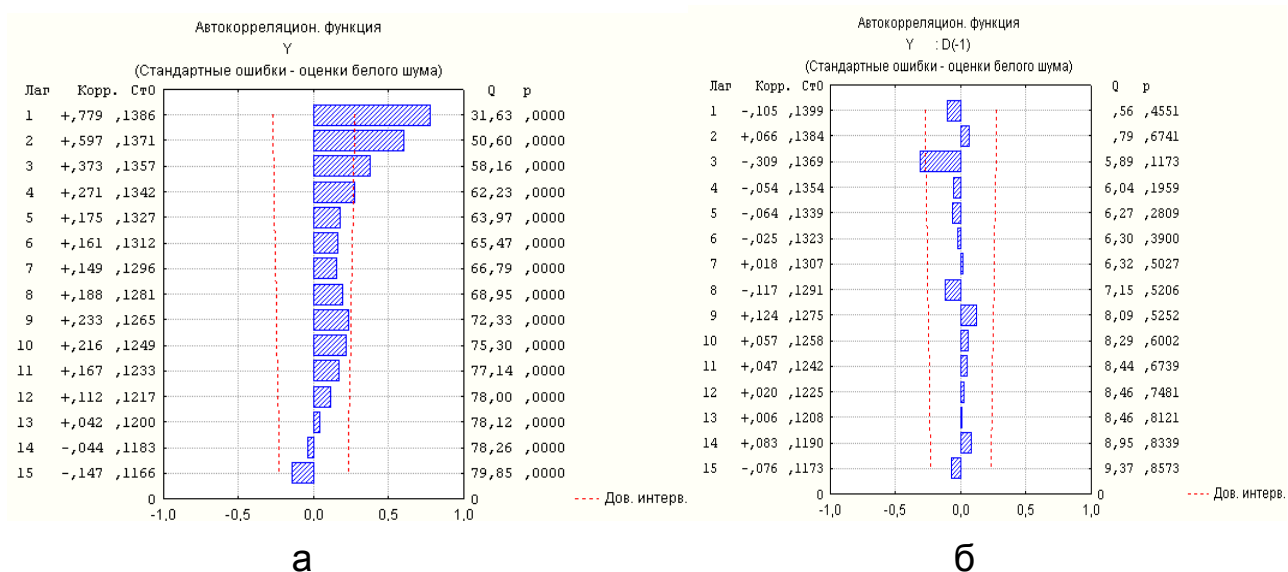 Автокорреляцион. функция
Y
(Стандартные ошибки - оценки белого шума)
Лаг Корр. СтО Q p
1 +,779 ,1386 31,63 ,0000
2 +,597 ,1371 50,60 ,0000
3 +,373 ,1357 58,16 ,0000
4 +,271 ,1342 62,23 ,0000
5 +,175 ,1327 63,97 ,0000
6 +,161 ,1312 65,47 ,0000
7 +,149 ,1296 66,79 ,0000
8 +,188 ,1281 68,95 ,0000
9 +,233 ,1265 72,33 ,0000
10 +,216 ,1249 75,30 ,0000
11 +,167 ,1233 77,14 ,0000
12 +,112 ,1217 78,00 ,0000
13 +,042 ,1200 78,12 ,0000
14 -,044 ,1183 78,26 ,0000
15 -,147 ,1166 79,85 ,0000
0 0
-1,0 -0,5 0,0 0,5 1,0
Дов. интерв.
а
Автокорреляцион. функция
Y : D(-1)
(Стандартные ошибки - оценки белого шума)
Лаг Корр. СтО Q p
1 -,105 ,1399 ,56 ,4551
2 +,066 ,1384 ,79 ,6741
3 -,309 ,1369 5,89 ,1173
4 -,054 ,1354 6,04 ,1959
5 -,064 ,1339 6,27 ,2809
6 -,025 ,1323 6,30 ,3900
7 +,018 ,1307 6,32 ,5027
8 -,117 ,1291 7,15 ,5206
9 +,124 ,1275 8,09 ,5252
10 +,057 ,1258 8,29 ,6002
11 +,047 ,1242 8,44 ,6739
12 +,020 ,1225 8,46 ,7481
13 +,006 ,1208 8,46 ,8121
14 +,083 ,1190 8,95 ,8339
15 -,076 ,1173 9,37 ,8573
0 0
-1,0 -0,5 0,0 0,5 1,0
Дов. интерв.
б